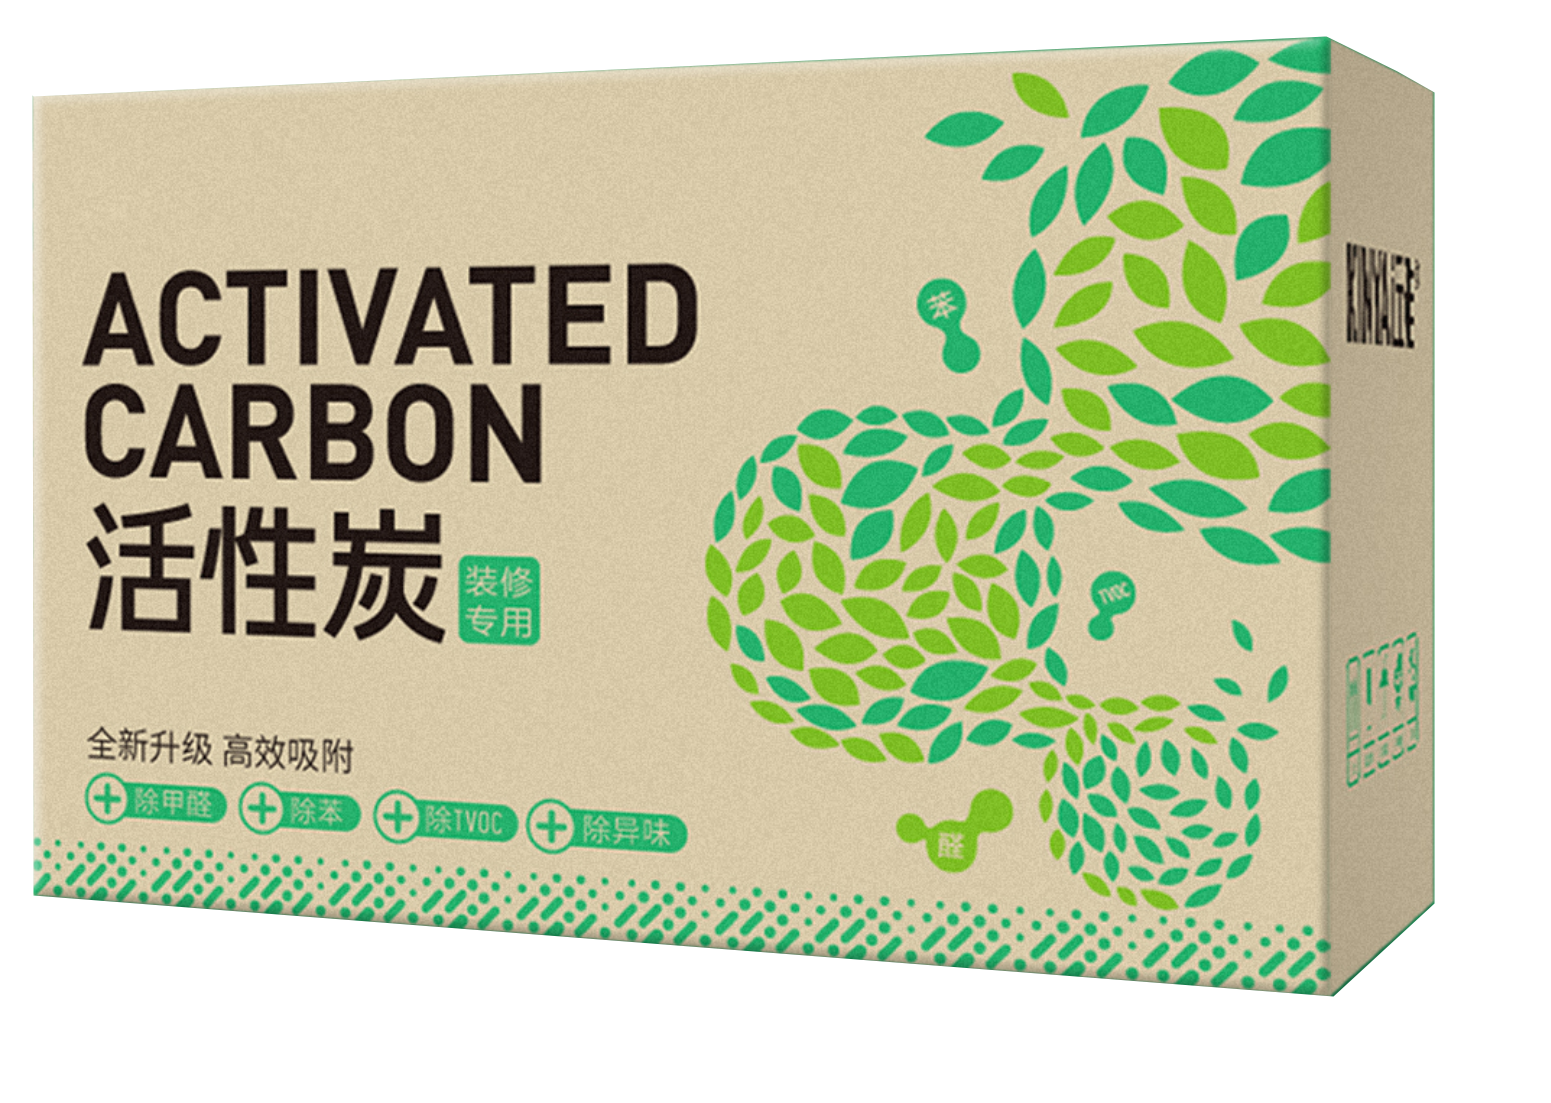 ACTIVATED
CARBON
活性炭
装修
专用
全新升级 高效吸附
除甲醛 除苯 除TVOC 除异味
苯
TVOC
醛